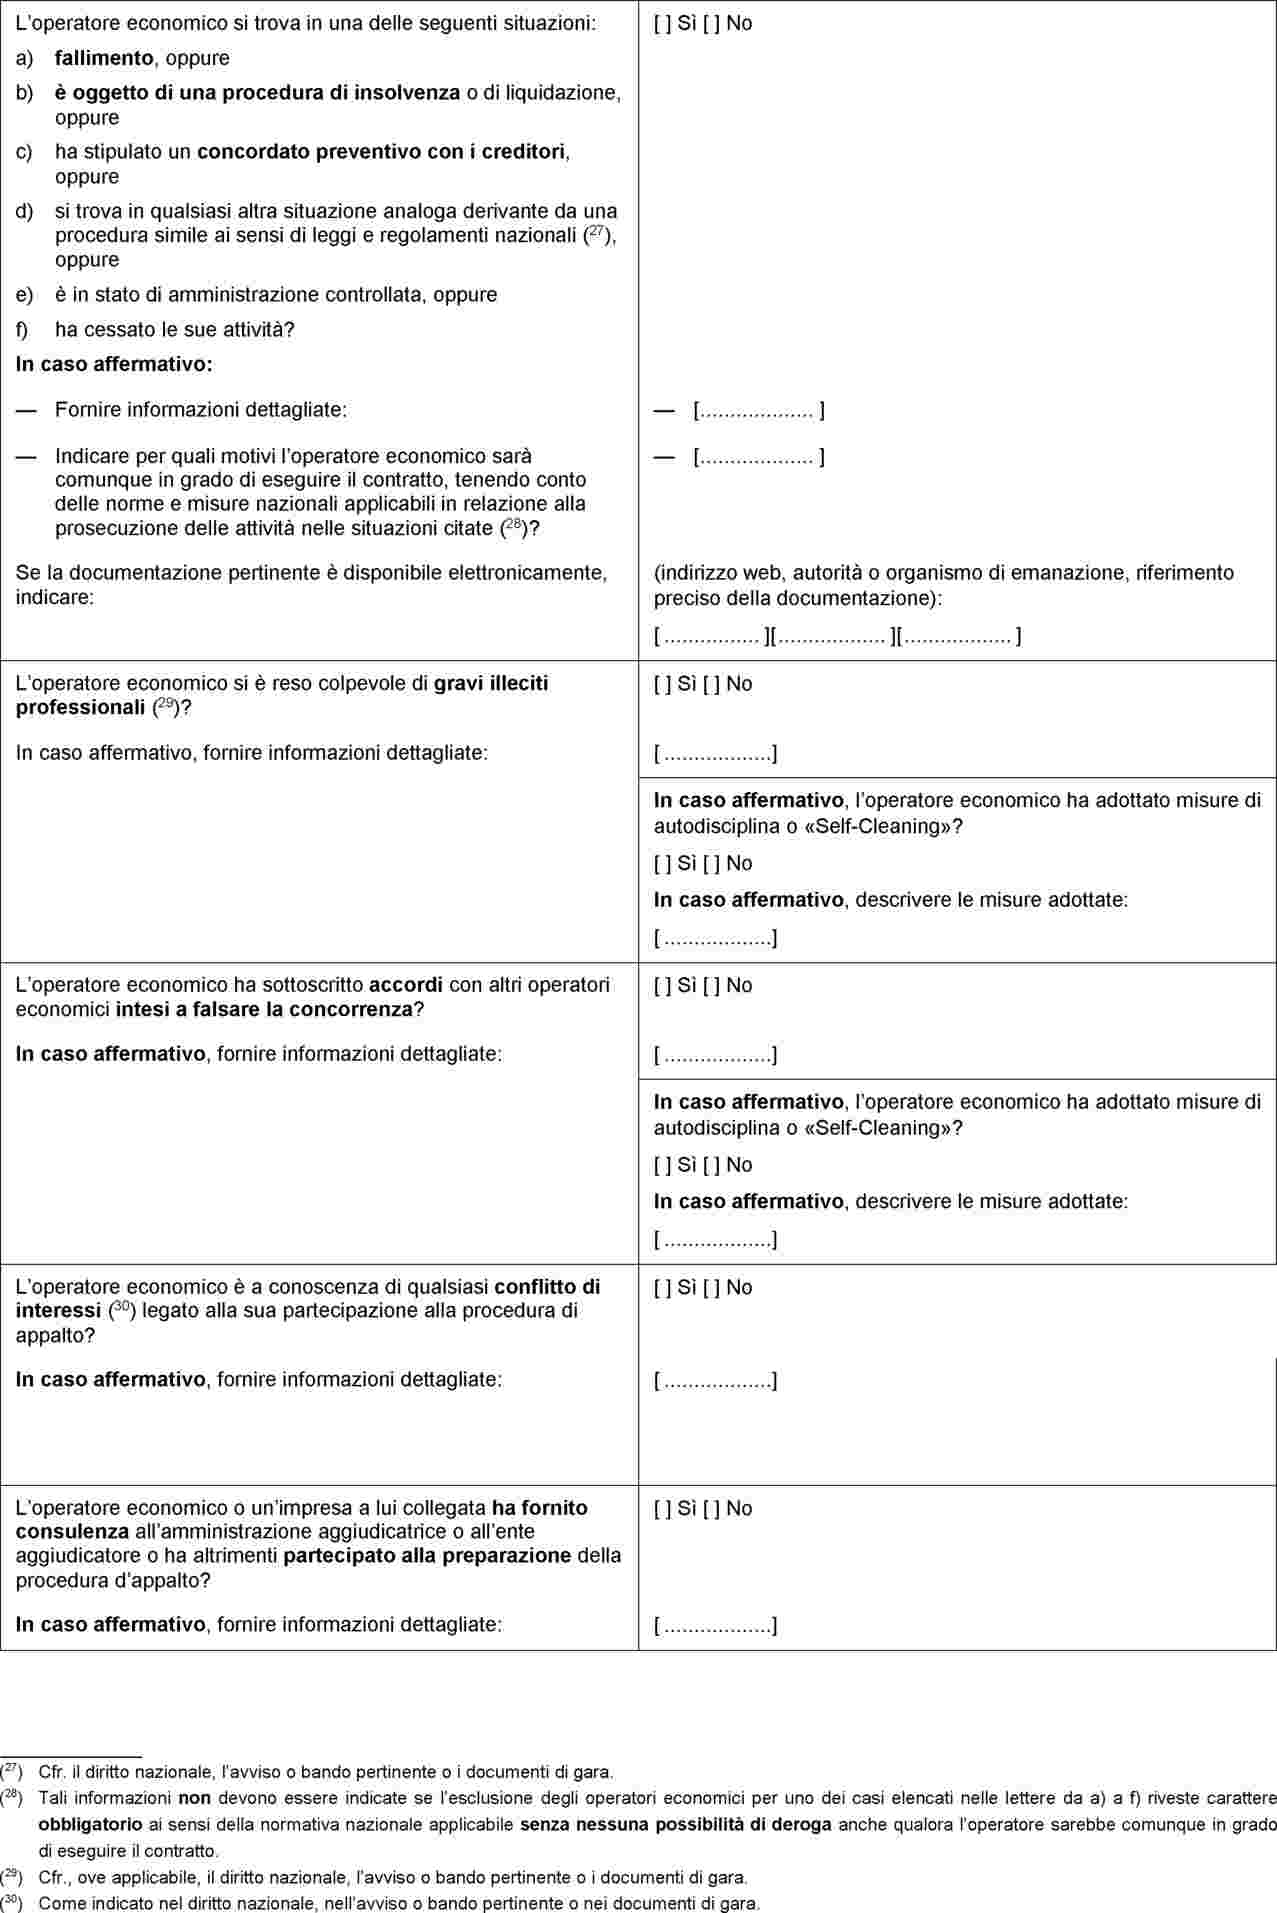 L'operatore economico si trova in una delle seguenti situazioni:
[ ] Sì [ ] No
a) fallimento, oppure
b) è oggetto di una procedura di insolvenza o di liquidazione,
oppure
c) ha stipulato un concordato preventivo con i creditori,
oppure
d) si trova in qualsiasi altra situazione analoga derivante da una
procedura simile ai sensi di leggi e regolamenti nazionali (27),
oppure
e) è in stato di amministrazione controllata, oppure
f) ha cessato le sue attività?
In caso affermativo:
— Fornire informazioni dettagliate:
— [................... ]
— Indicare per quali motivi l'operatore economico sarà
comunque in grado di eseguire il contratto, tenendo conto
delle norme e misure nazionali applicabili in relazione alla
prosecuzione delle attività nelle situazioni citate (28)?
— [................... ]
Se la documentazione pertinente è disponibile elettronicamente,
indicare:
(indirizzo web, autorità o organismo di emanazione, riferimento
preciso della documentazione):
[ ................ ][.................. ][.................. ]
L'operatore economico si è reso colpevole di gravi illeciti
professionali (29)?
[ ] Sì [ ] No
In caso affermativo, fornire informazioni dettagliate:
[ ..................]
In caso affermativo, l'operatore economico ha adottato misure di
autodisciplina o «Self-Cleaning»?
[ ] Sì [ ] No
In caso affermativo, descrivere le misure adottate:
[ ..................]
L'operatore economico ha sottoscritto accordi con altri operatori
economici intesi a falsare la concorrenza?
[ ] Sì [ ] No
In caso affermativo, fornire informazioni dettagliate:
[ ..................]
In caso affermativo, l'operatore economico ha adottato misure di
autodisciplina o «Self-Cleaning»?
[ ] Sì [ ] No
In caso affermativo, descrivere le misure adottate:
[ ..................]
L'operatore economico è a conoscenza di qualsiasi conflitto di
interessi (30) legato alla sua partecipazione alla procedura di
appalto?
[ ] Sì [ ] No
In caso affermativo, fornire informazioni dettagliate:
[ ..................]
L'operatore economico o un'impresa a lui collegata ha fornito
consulenza all'amministrazione aggiudicatrice o all'ente
aggiudicatore o ha altrimenti partecipato alla preparazione della
procedura d'appalto?
[ ] Sì [ ] No
In caso affermativo, fornire informazioni dettagliate:
[ ..................]
(27) Cfr. il diritto nazionale, l'avviso o bando pertinente o i documenti di gara.
(28) Tali informazioni non devono essere indicate se l'esclusione degli operatori economici per uno dei casi elencati nelle lettere da a) a f) riveste carattere
obbligatorio ai sensi della normativa nazionale applicabile senza nessuna possibilità di deroga anche qualora l'operatore sarebbe comunque in grado
di eseguire il contratto.
(29) Cfr., ove applicabile, il diritto nazionale, l'avviso o bando pertinente o i documenti di gara.
(30) Come indicato nel diritto nazionale, nell'avviso o bando pertinente o nei documenti di gara.